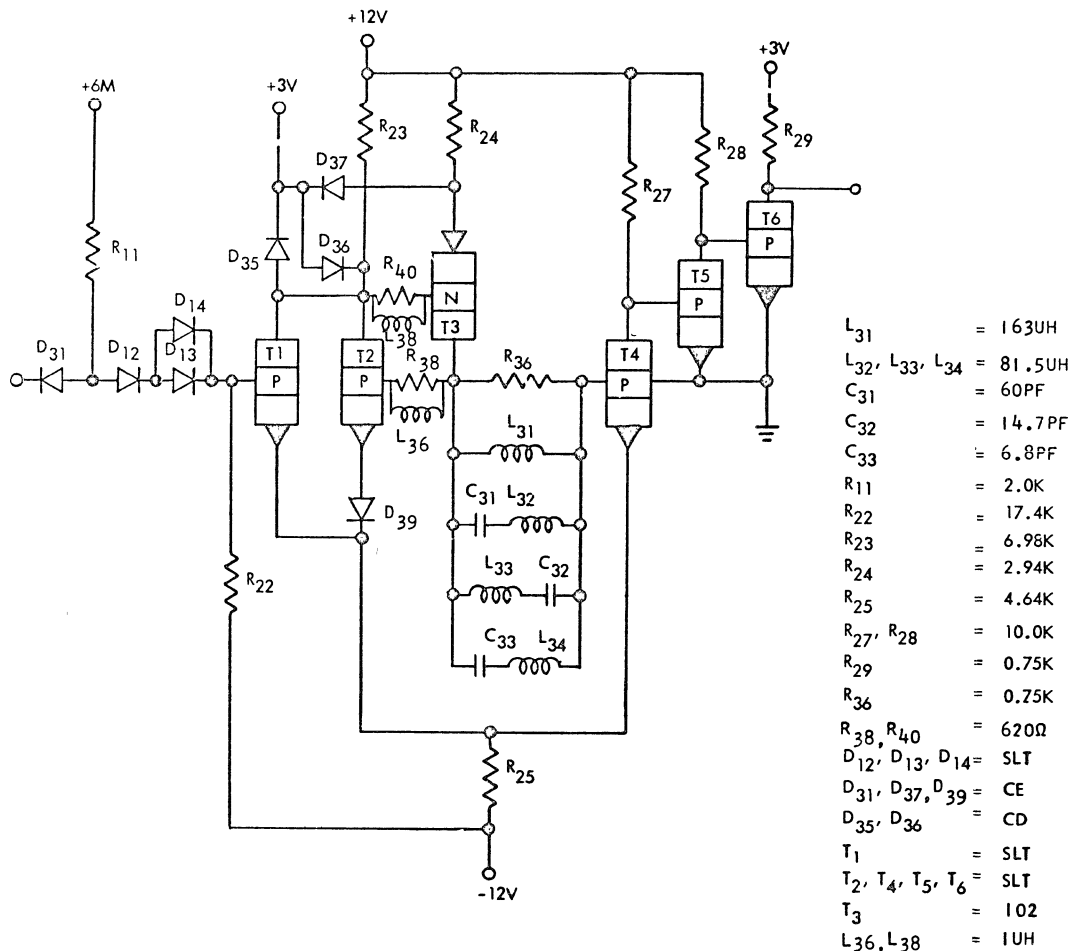 +12V
+3V
+6M
+3V
R23
R24
R28
R29
D37
R27
R11
D35
D36
R40
N
T3
L38
T5
P
T6
P
D14
D31
D12
D13
T1
P
T2
P
R38
L36
R36
T4
P
L31
C31
L32
D39
L33
C32
R22
C33
L34
R25
-12V
L31 = 163UH
L32, L33, L34 = 81.5UH
C31 = 60PF
C32 = 14.7PF
C33 = 6.8PF
R11 = 2.0K
R22 = 17.4K
R23 = 6.98K
R24 = 2.94K
R25 = 4.64K
R27, R28 = 10.0K
R29 = 0.75K
R36 = 0.75K
R38, R40 = 620Ω
D12, D13, D14 = SLT
D31, D37, D39 = CE
D35, D36 = CD
T1 = SLT
T2, T4, T5, T6 = SLT
T3 = 102
L36, L38 = 1UH